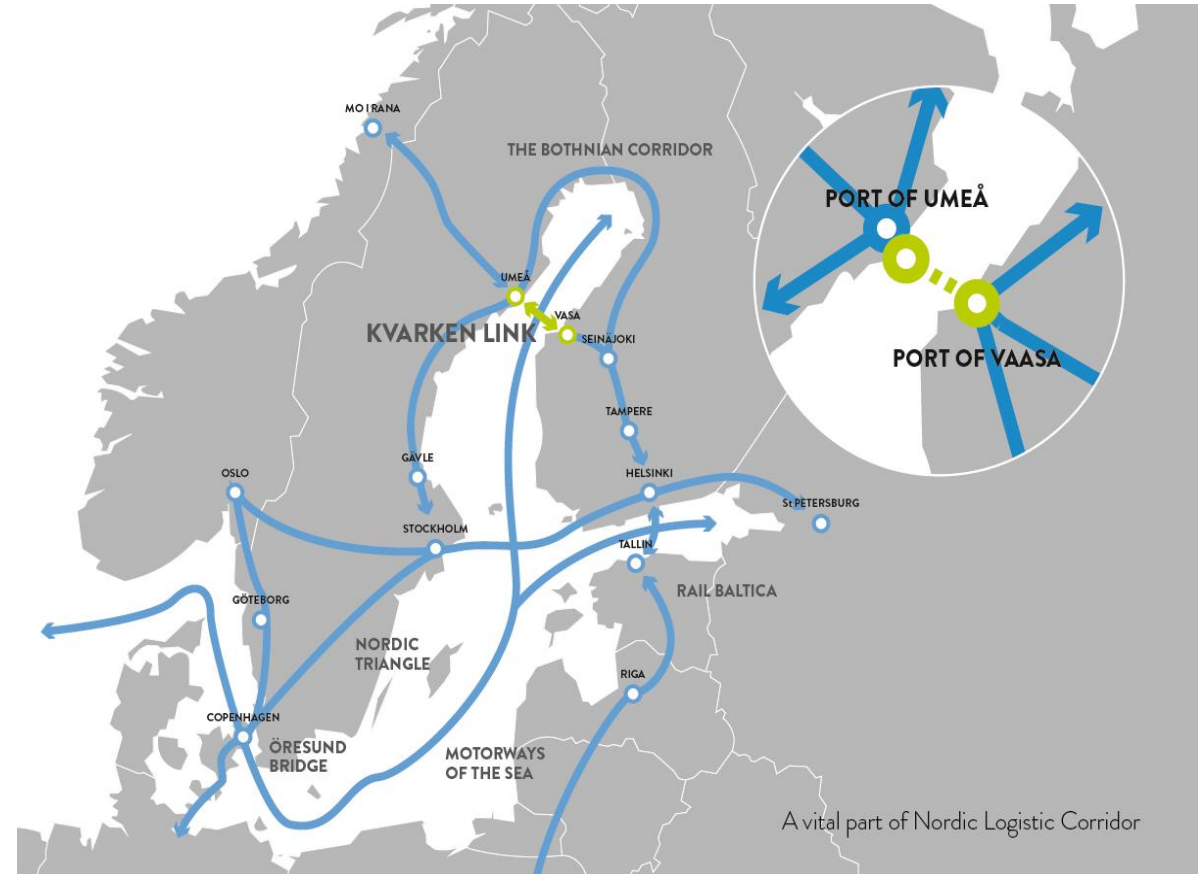 MO I RANA
THE BOTHNIAN CORRIDOR
PORT OF UMEÅ
UMEÅ
VASA
KVARKEN LINK
SEINÄJOKI
PORT OF VAASA
TAMPERE
GÄVLE
OSLO
HELSINKI
St PETERSBURG
STOCKHOLM
TALLIN
RAIL BALTICA
GÖTEBORG
NORDIC
TRIANGLE
RIGA
COPENHAGEN
ÖRESUND
BRIDGE
MOTORWAYS
OF THE SEA
A vital part of Nordic Logistic Corridor